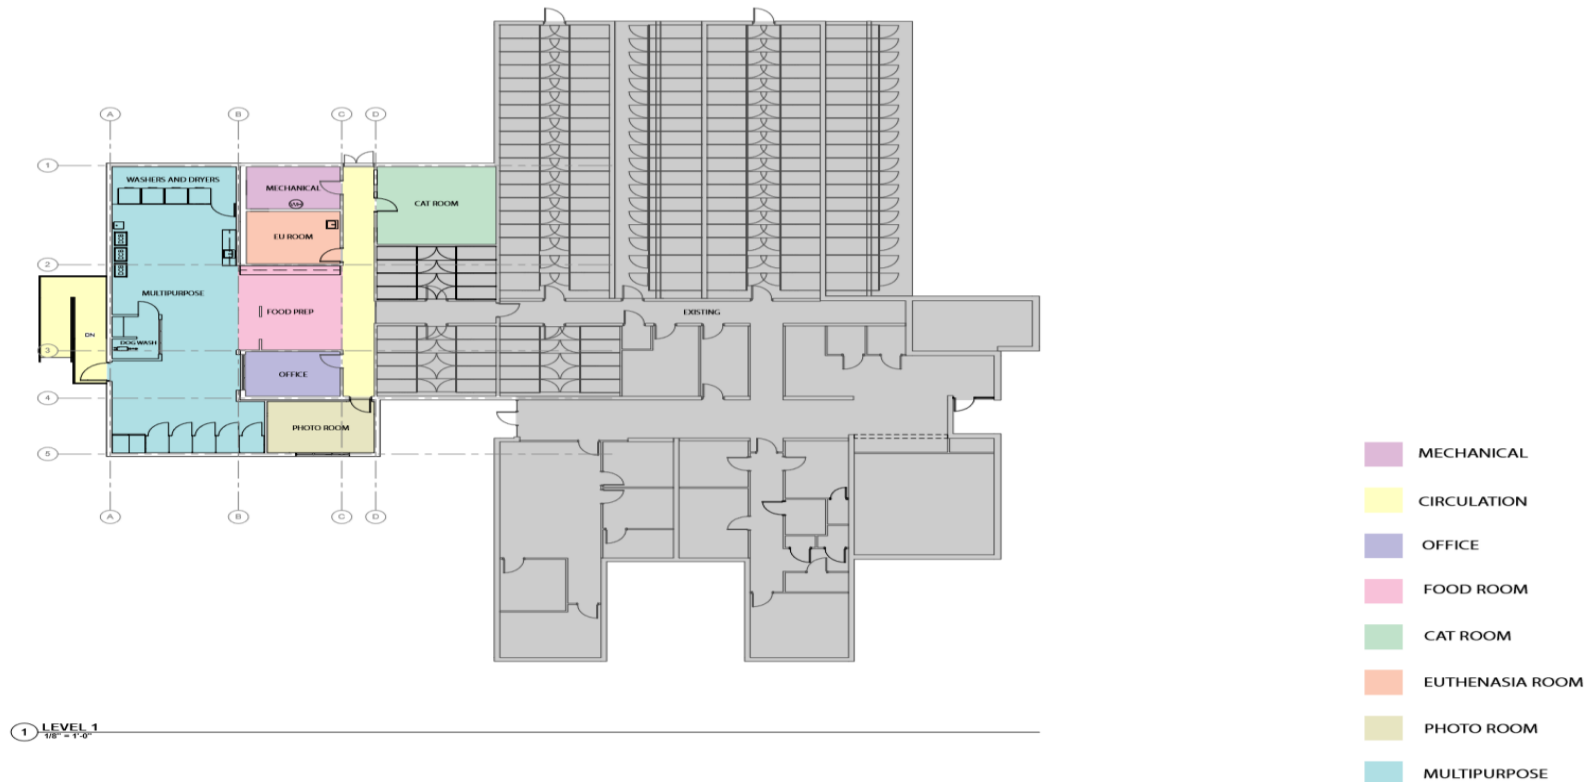 A
B
C
D
1
WASHERS AND DRYERS
MECHANICAL
WH
CAT ROOM
EU ROOM
2
MULTIPURPOSE
FOOD PREP
EXISTING
DN
DOG WASH
3
OFFICE
4
PHOTO ROOM
5
A
B
C
D
MECHANICAL
CIRCULATION
OFFICE
FOOD ROOM
CAT ROOM
EUTHENASIA ROOM
PHOTO ROOM
MULTIPURPOSE
1
LEVEL 1
1/8" = 1'-0"